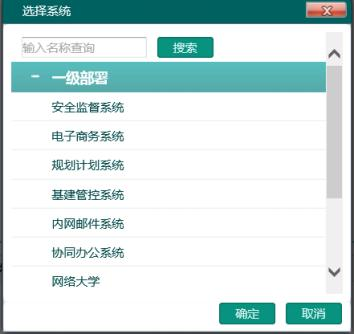 选择系统
输入名称查询 搜索
一级部署
安全监督系统
电子商务系统
规划计划系统
基建管控系统
内网邮件系统
协同办公系统
网络大学
确定 取消